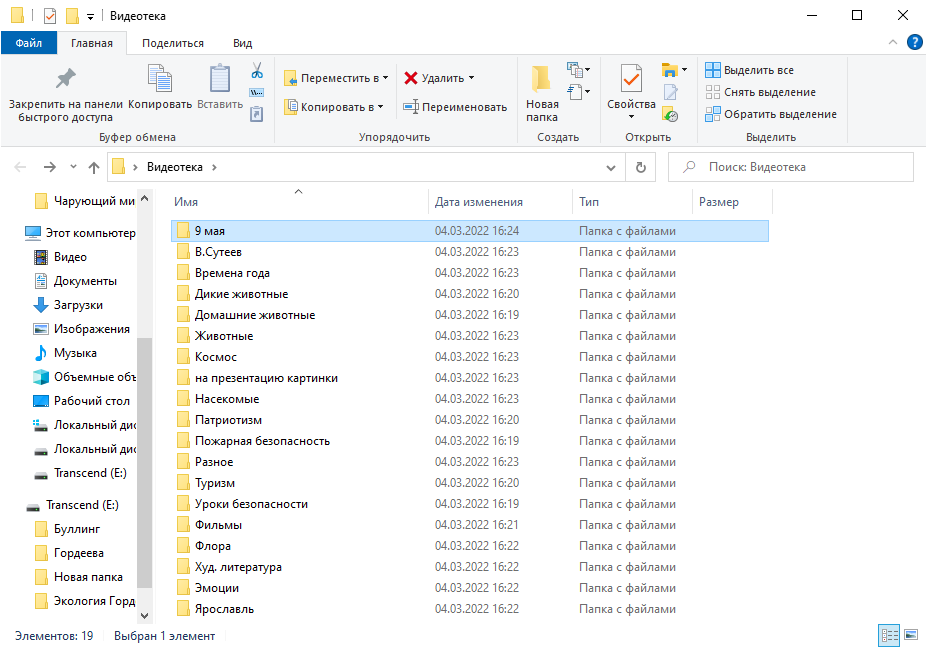 Видеотека
Файл Главная Поделиться Вид
?
Закрепить на панели быстрого доступа
Копировать
Вставить
Буфер обмена
Переместить в
Копировать в
Удалить
Переименовать
Упорядочить
Новая папка
Создать
Свойства
Открыть
Выделить все
Снять выделение
Обратить выделение
Выделить
Видеотека
Поиск: Видеотека
Чарующий ми
Этот компьютер
Видео
Документы
Загрузки
Изображения
Музыка
Объемные объ
Рабочий стол
Локальный дис
Локальный дис
Transcend (E:)
Transcend (E:)
Буллинг
Гордеева
Новая папка
Экология Горд
Имя Дата изменения Тип Размер
9 мая 04.03.2022 16:24 Папка с файлами
В.Сутеев 04.03.2022 16:23 Папка с файлами
Времена года 04.03.2022 16:23 Папка с файлами
Дикие животные 04.03.2022 16:20 Папка с файлами
Домашние животные 04.03.2022 16:19 Папка с файлами
Животные 04.03.2022 16:23 Папка с файлами
Космос 04.03.2022 16:23 Папка с файлами
на презентацию картинки 04.03.2022 16:23 Папка с файлами
Насекомые 04.03.2022 16:23 Папка с файлами
Патриотизм 04.03.2022 16:20 Папка с файлами
Пожарная безопасность 04.03.2022 16:19 Папка с файлами
Разное 04.03.2022 16:23 Папка с файлами
Туризм 04.03.2022 16:20 Папка с файлами
Уроки безопасности 04.03.2022 16:19 Папка с файлами
Фильмы 04.03.2022 16:21 Папка с файлами
Флора 04.03.2022 16:22 Папка с файлами
Худ. литература 04.03.2022 16:22 Папка с файлами
Эмоции 04.03.2022 16:22 Папка с файлами
Ярославль 04.03.2022 16:22 Папка с файлами
Элементов: 19 Выбран 1 элемент